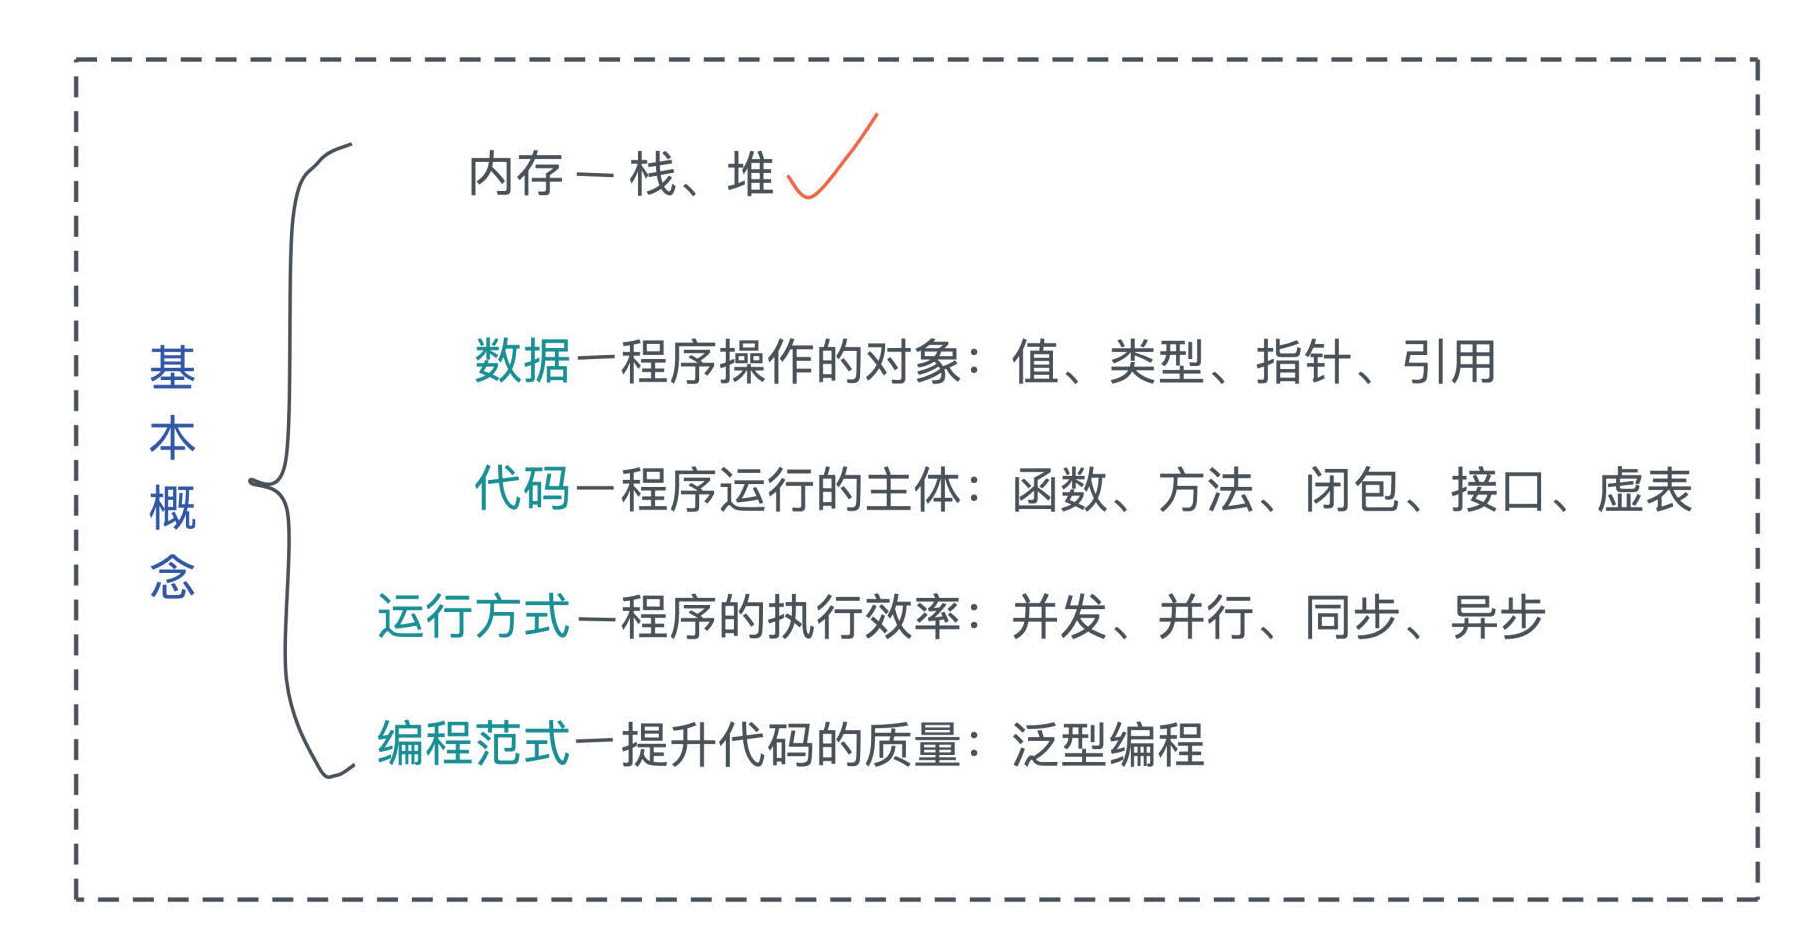 基本概念
内存 — 栈、堆
数据 — 程序操作的对象：值、类型、指针、引用
代码 — 程序运行的主体：函数、方法、闭包、接口、虚表
运行方式 — 程序的执行效率：并发、并行、同步、异步
编程范式 — 提升代码的质量：泛型编程